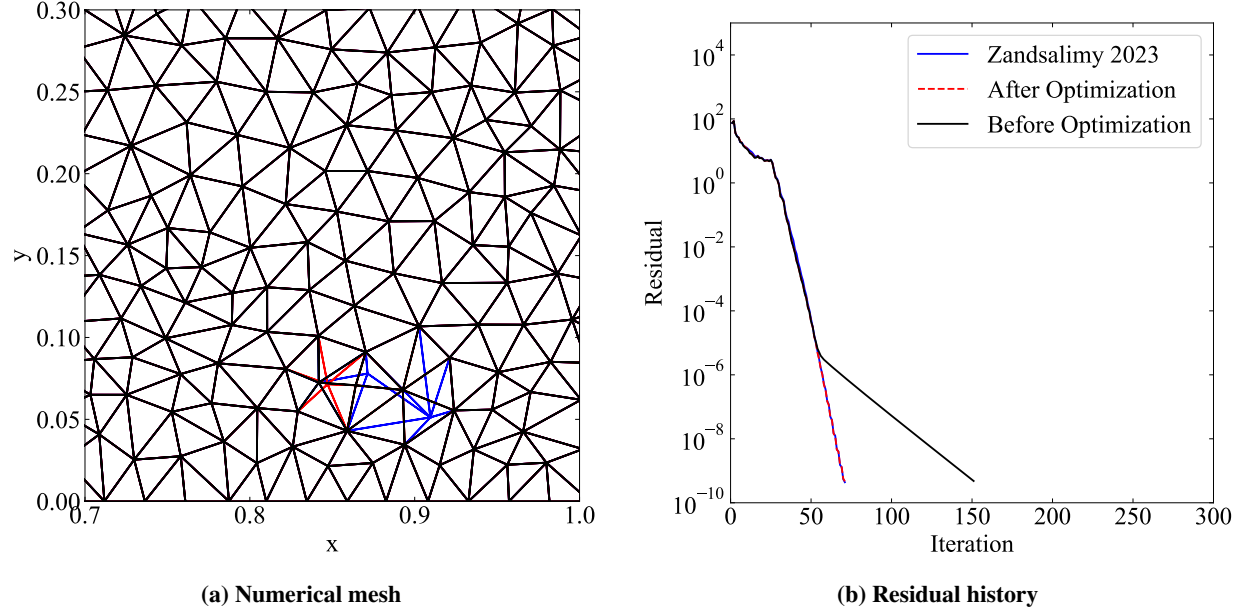 0.30
0.25
0.20
0.15
0.10
0.05
0.00
y
0.7
0.8
0.9
1.0
x
(a) Numerical mesh
10^4
10^2
10^0
10^-2
10^-4
10^-6
10^-8
10^-10
Residual
Zandsalimy 2023
After Optimization
Before Optimization
0
50
100
150
200
250
300
Iteration
(b) Residual history